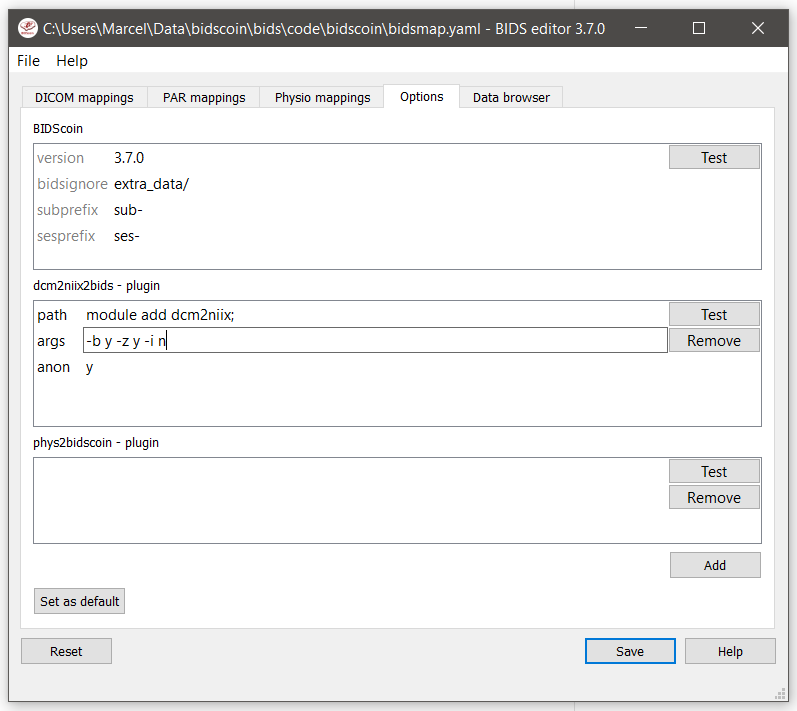 C:\Users\Marcel\Data\bidscoin\bids\code\bidscoin\bidsmap.yaml - BIDS editor 3.7.0
File Help
DICOM mappings PAR mappings Physio mappings Options Data browser
BIDScoin
version 3.7.0 Test
bidsignore extra_data/
subprefix sub-
sesprefix ses-
dcm2niix2bids - plugin
path module add dcm2niix; Test
args -b y -z y -i n Remove
anon y
phys2bidscoin - plugin
Test
Remove
Add
Set as default
Reset Save Help